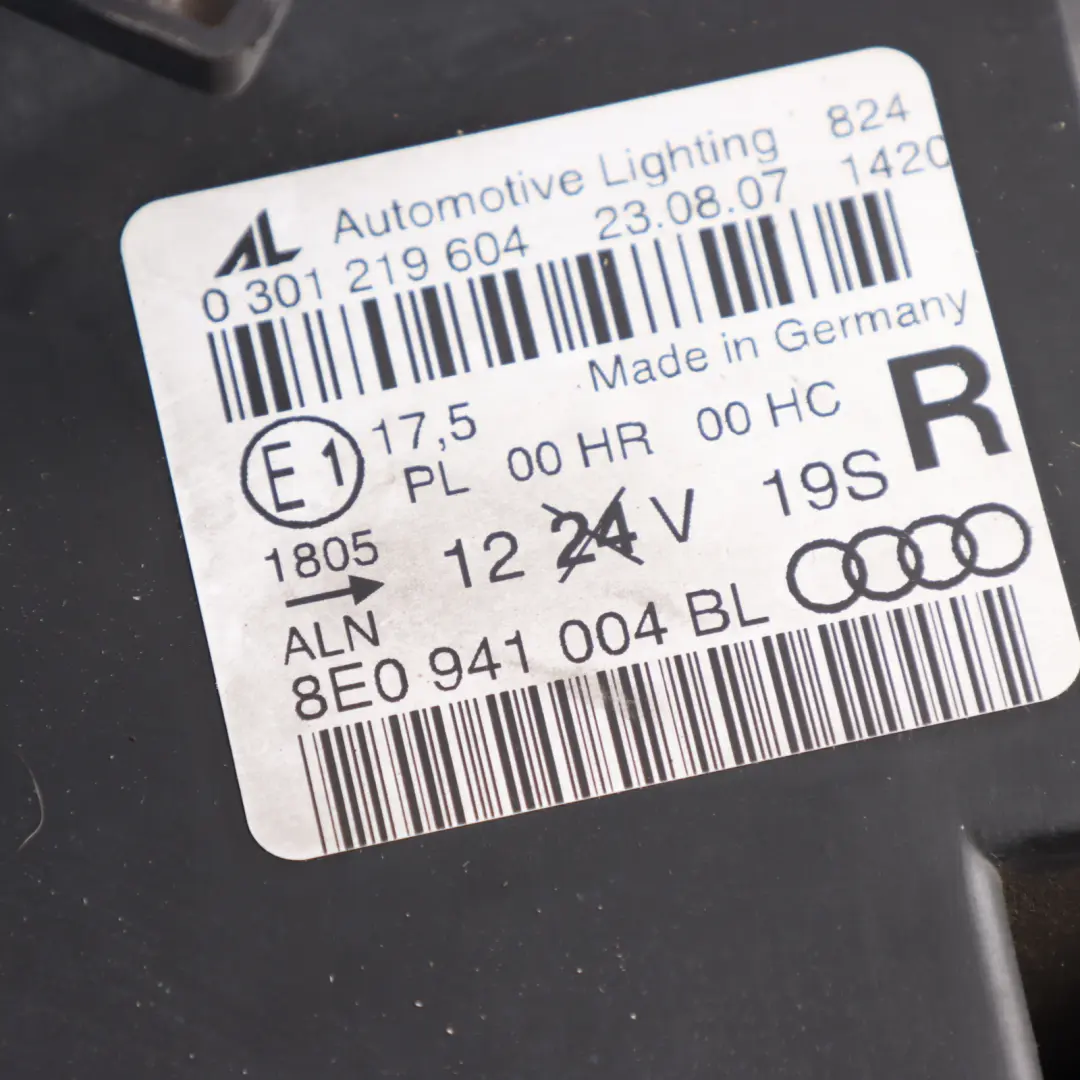 AL Automotive Lighting 824
0 301 219 604 23.08.07 1420
Made in Germany
E1 17,5
PL 00 HR 00 HC R
1805 12 24 V 19S
ALN
8E0 941 004 BL